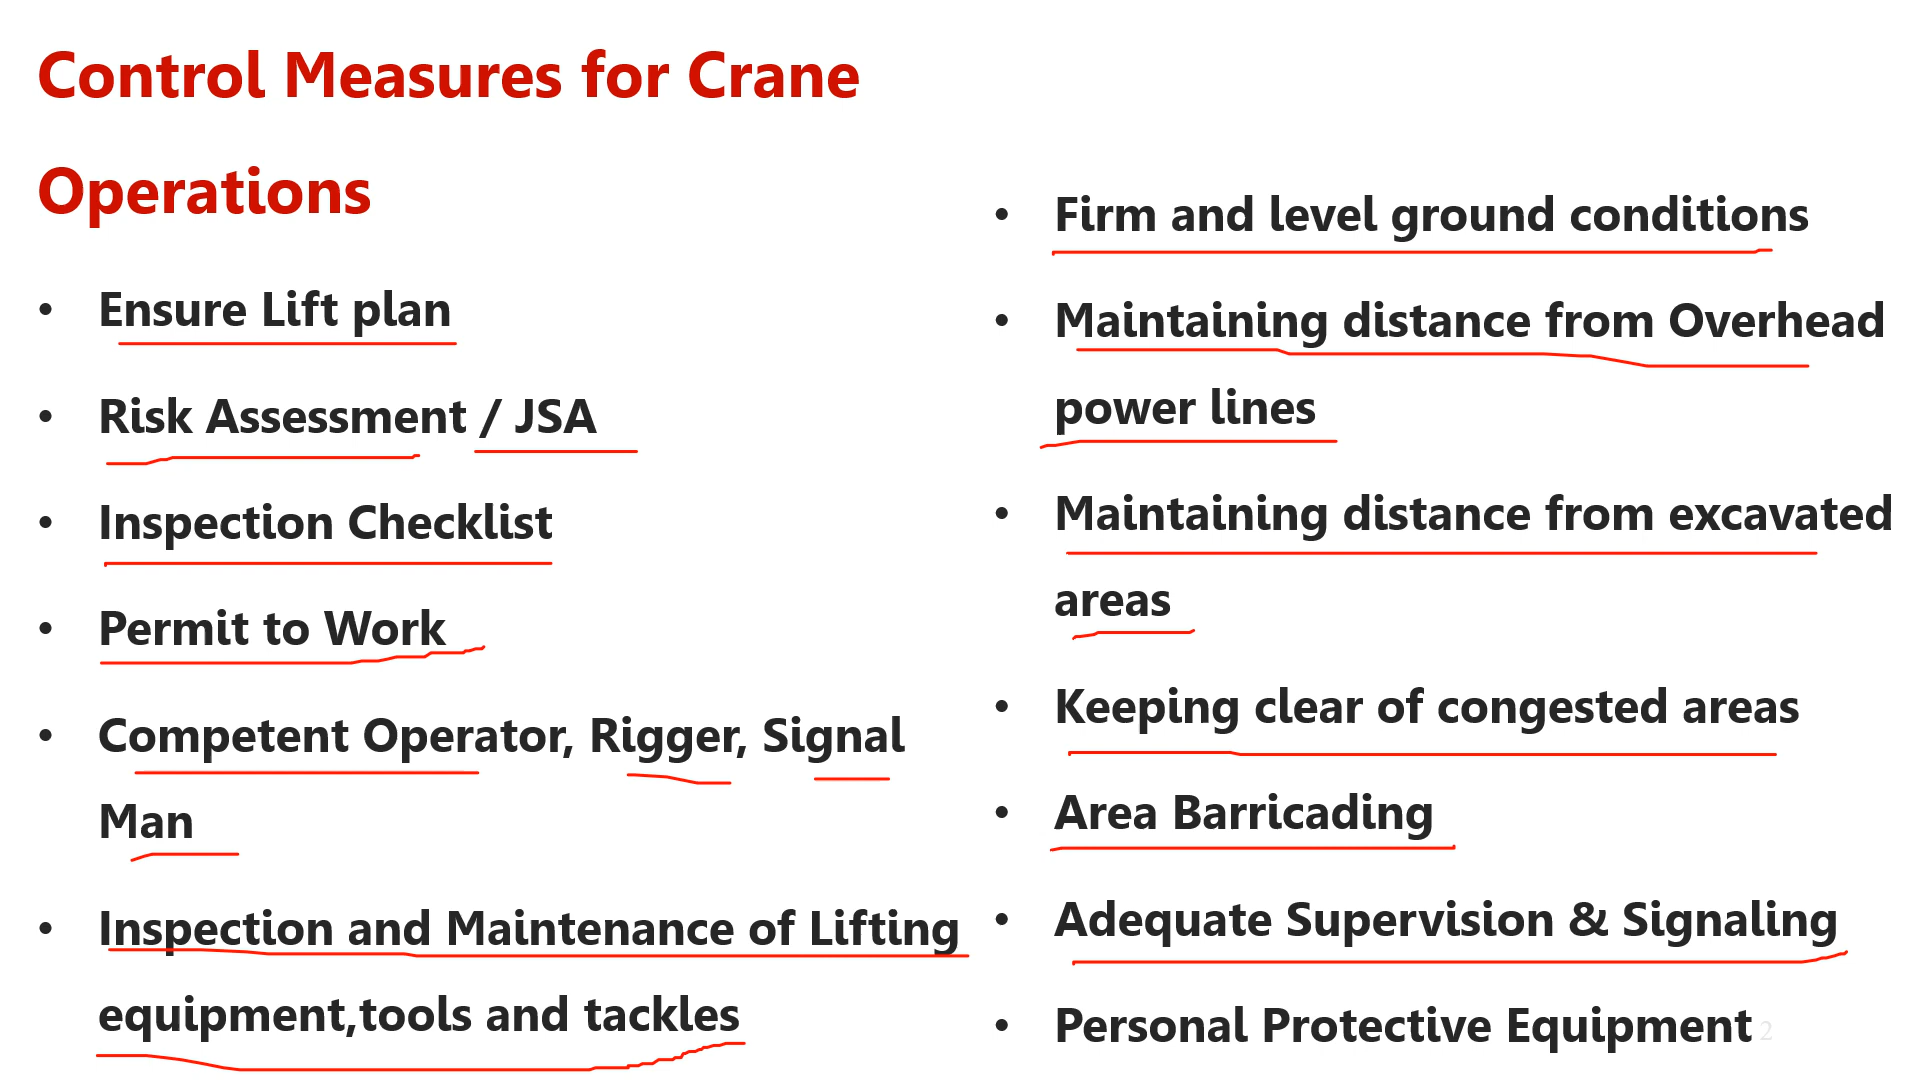 Control Measures for Crane
Operations
• Ensure Lift plan
• Risk Assessment / JSA
• Inspection Checklist
• Permit to Work
• Competent Operator, Rigger, Signal
Man
• Inspection and Maintenance of Lifting
equipment,tools and tackles
• Firm and level ground conditions
• Maintaining distance from Overhead
power lines
• Maintaining distance from excavated
areas
• Keeping clear of congested areas
• Area Barricading
• Adequate Supervision & Signaling
• Personal Protective Equipment
2